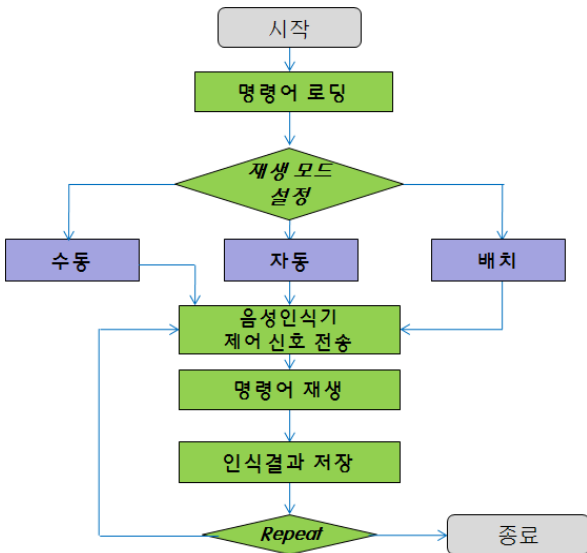 시작
명령어 로딩
재생 모드
설정
수동
자동
배치
음성인식기
제어 신호 전송
명령어 재생
인식결과 저장
Repeat
종료